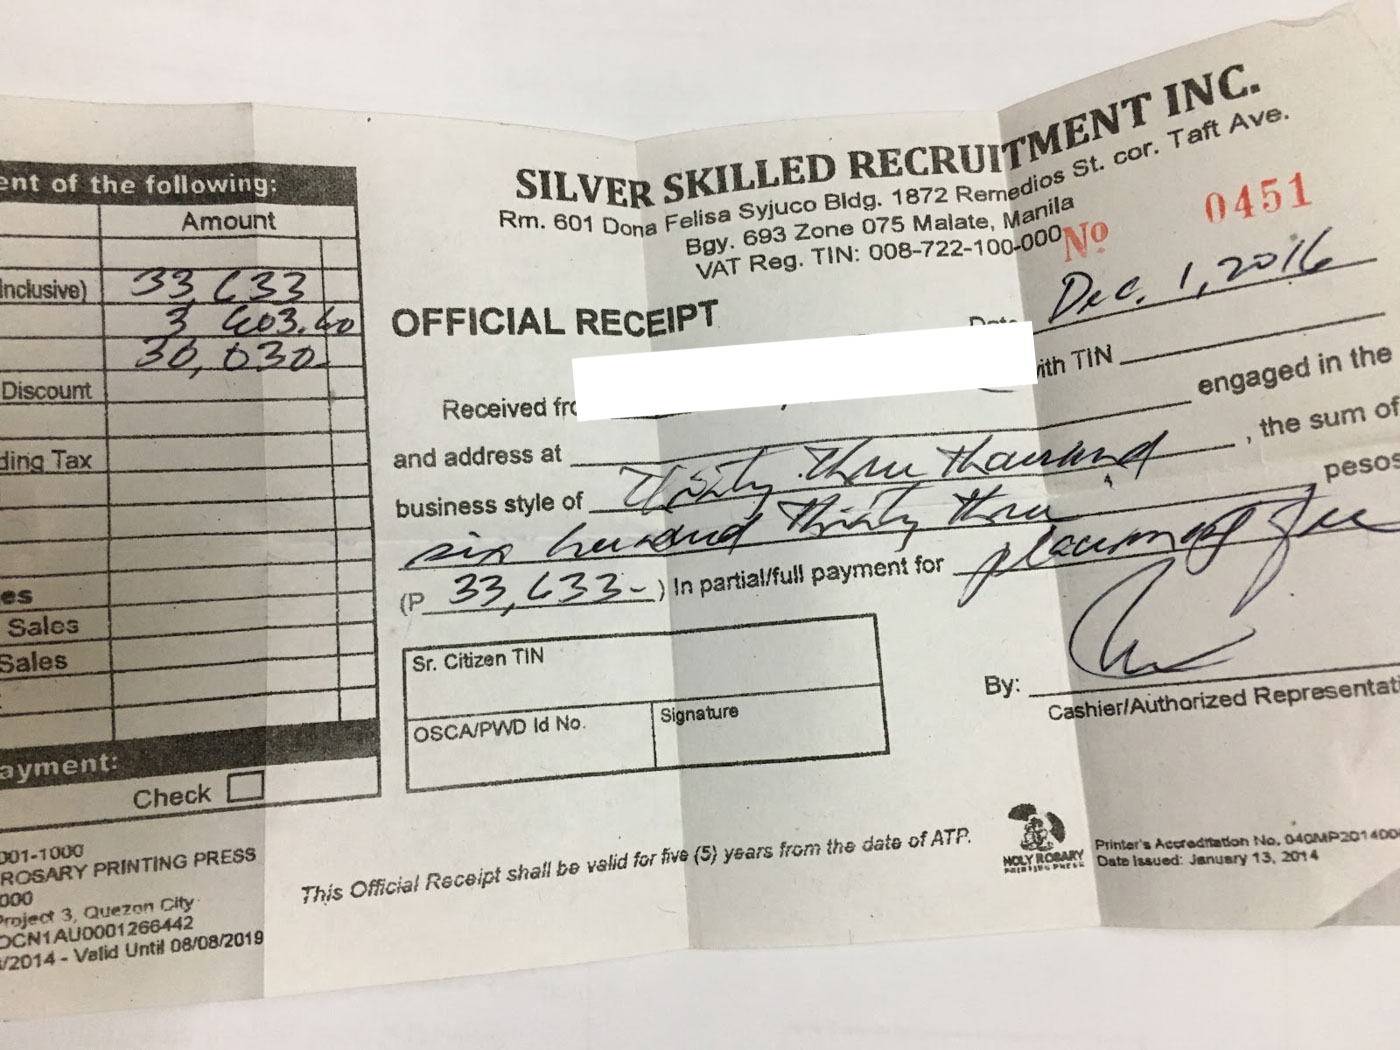 ent of the following:
Amount
Inclusive) 33,633
3 603.60
30,030-
Discount
ding Tax
es
Sales
Sales
ayment:
Check
001-1000
ROSARY PRINTING PRESS
000
Project 3, Quezon City
OCN1AU0001266442
/2014 - Valid Until 08/08/2019
SILVER SKILLED RECRUITMENT INC.
Rm. 601 Dona Felisa Syjuco Bldg. 1872 Remedios St. cor. Taft Ave.
Bgy. 693 Zone 075 Malate, Manila
VAT Reg. TIN: 008-722-100-000
No 0451
OFFICIAL RECEIPT
Date Dec. 1, 2016
Received fro with TIN
and address at engaged in the
business style of thirty three thousand, the sum of
six hundred thirty three pesos
(P 33,633-) In partial/full payment for placement fee
Sr. Citizen TIN
OSCA/PWD Id No. Signature
By:
Cashier/Authorized Representati
This Official Receipt shall be valid for five (5) years from the date of ATP.
HOLY ROSARY
PRINTING PRESS
Printer's Accreditation No. 040MP201400
Date Issued: January 13, 2014